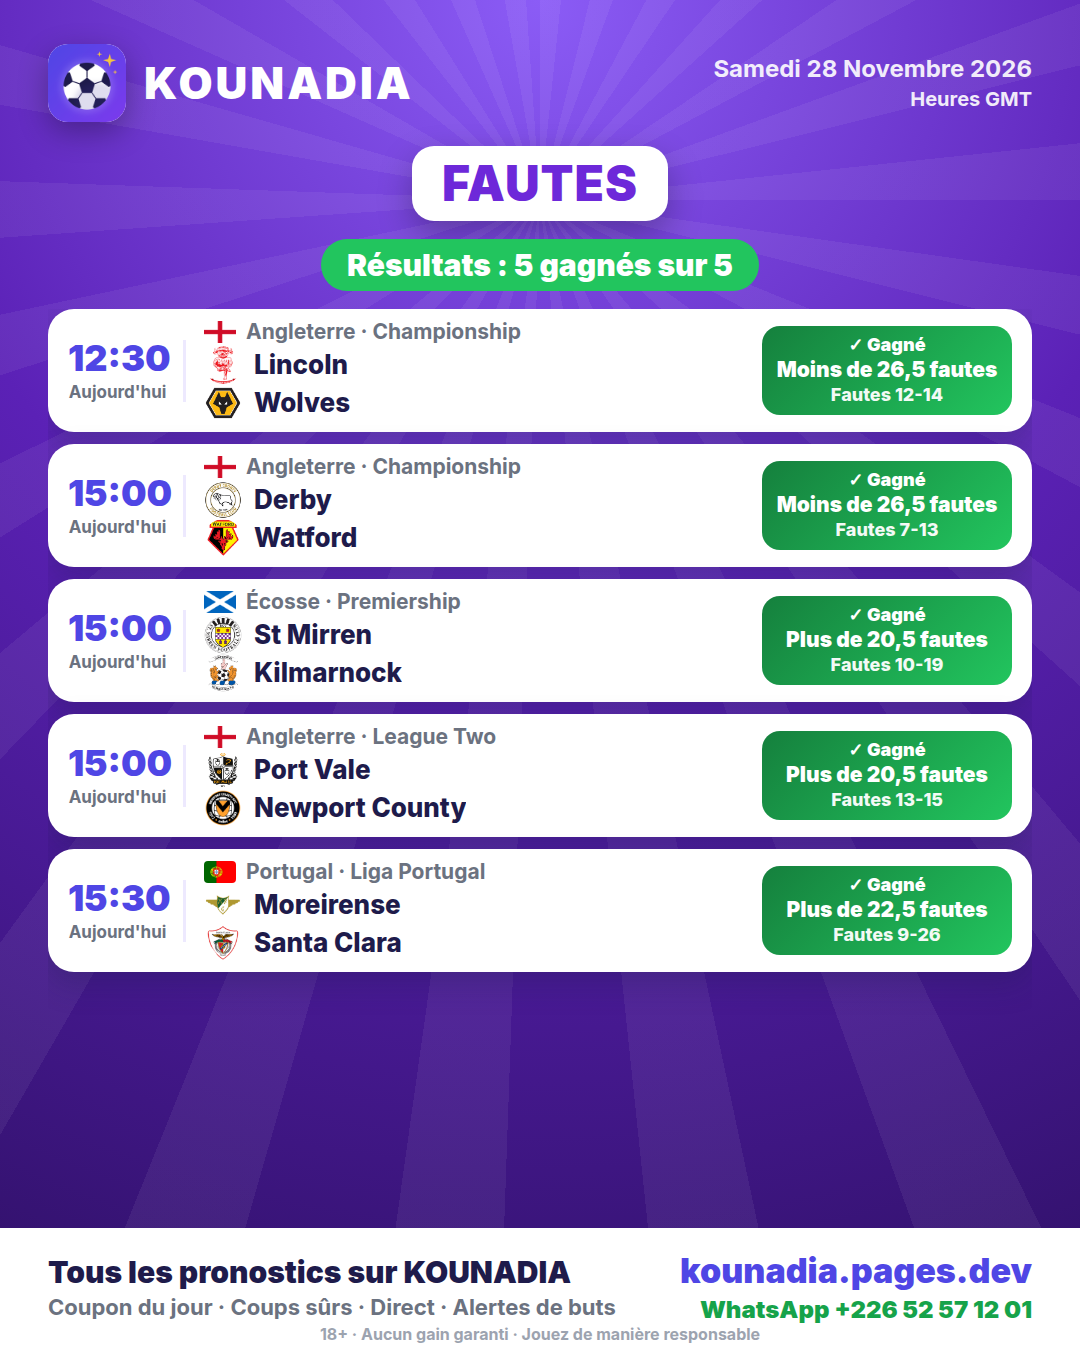 KOUNADIA
Samedi 28 Novembre 2026
Heures GMT
FAUTES
Résultats : 5 gagnés sur 5
12:30
Aujourd'hui
Angleterre · Championship
Lincoln
Wolves
✓ Gagné
Moins de 26,5 fautes
Fautes 12-14
15:00
Aujourd'hui
Angleterre · Championship
Derby
Watford
✓ Gagné
Moins de 26,5 fautes
Fautes 7-13
15:00
Aujourd'hui
Écosse · Premiership
St Mirren
Kilmarnock
✓ Gagné
Plus de 20,5 fautes
Fautes 10-19
15:00
Aujourd'hui
Angleterre · League Two
Port Vale
Newport County
✓ Gagné
Plus de 20,5 fautes
Fautes 13-15
15:30
Aujourd'hui
Portugal · Liga Portugal
Moreirense
Santa Clara
✓ Gagné
Plus de 22,5 fautes
Fautes 9-26
Tous les pronostics sur KOUNADIA
Coupon du jour · Coups sûrs · Direct · Alertes de buts
kounadia.pages.dev
WhatsApp +226 52 57 12 01
18+ · Aucun gain garanti · Jouez de manière responsable